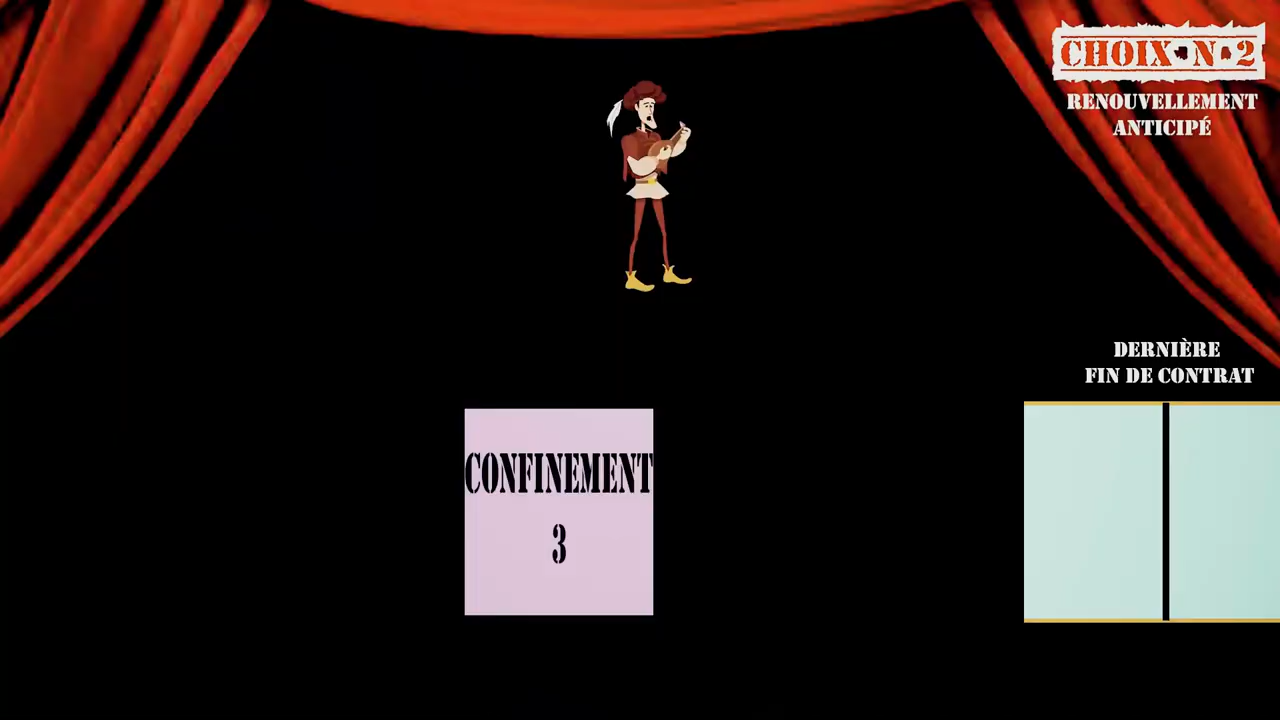 CHOIX N 2
RENOUVELLEMENT
ANTICIPÉ
DERNIÈRE
FIN DE CONTRAT
CONFINEMENT
3